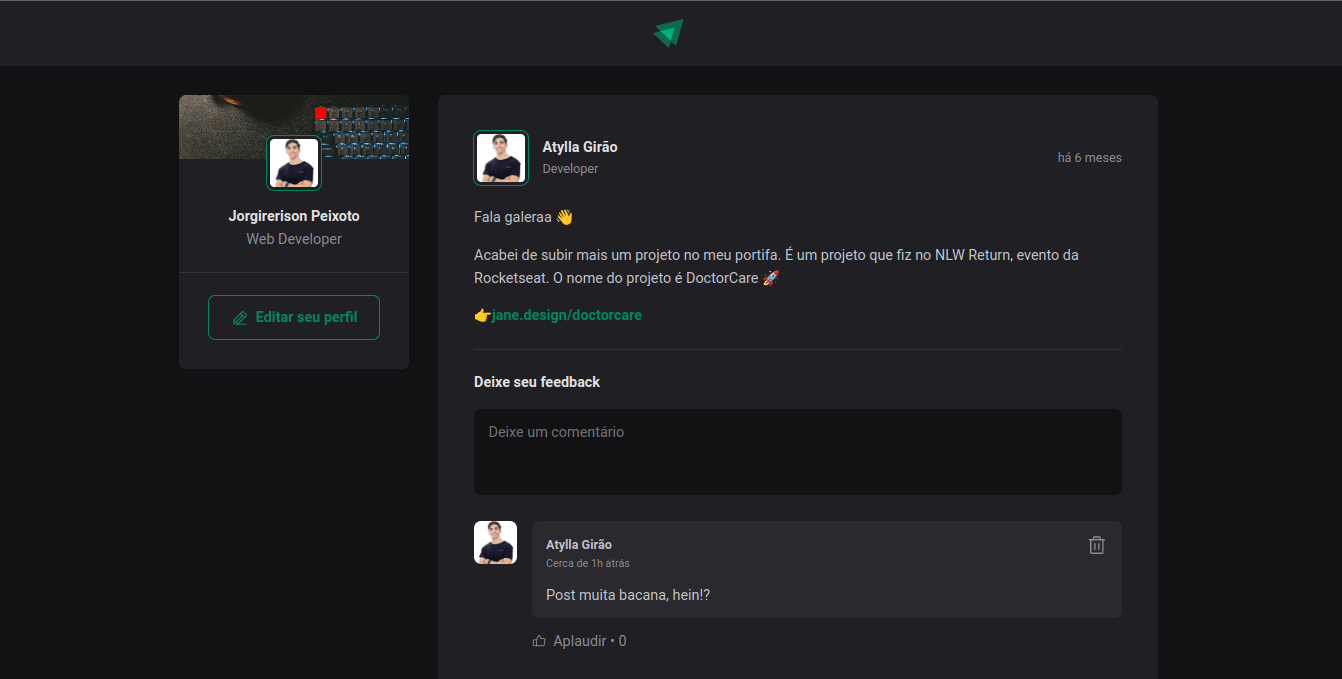 Jorgirerison Peixoto
Web Developer
Editar seu perfil
Atylla Girão
Developer
há 6 meses
Fala galeraa 👋
Acabei de subir mais um projeto no meu portifa. É um projeto que fiz no NLW Return, evento da
Rocketseat. O nome do projeto é DoctorCare 🚀
👉jane.design/doctorcare
Deixe seu feedback
Deixe um comentário
Atylla Girão
Cerca de 1h atrás
Post muita bacana, hein!?
Aplaudir • 0